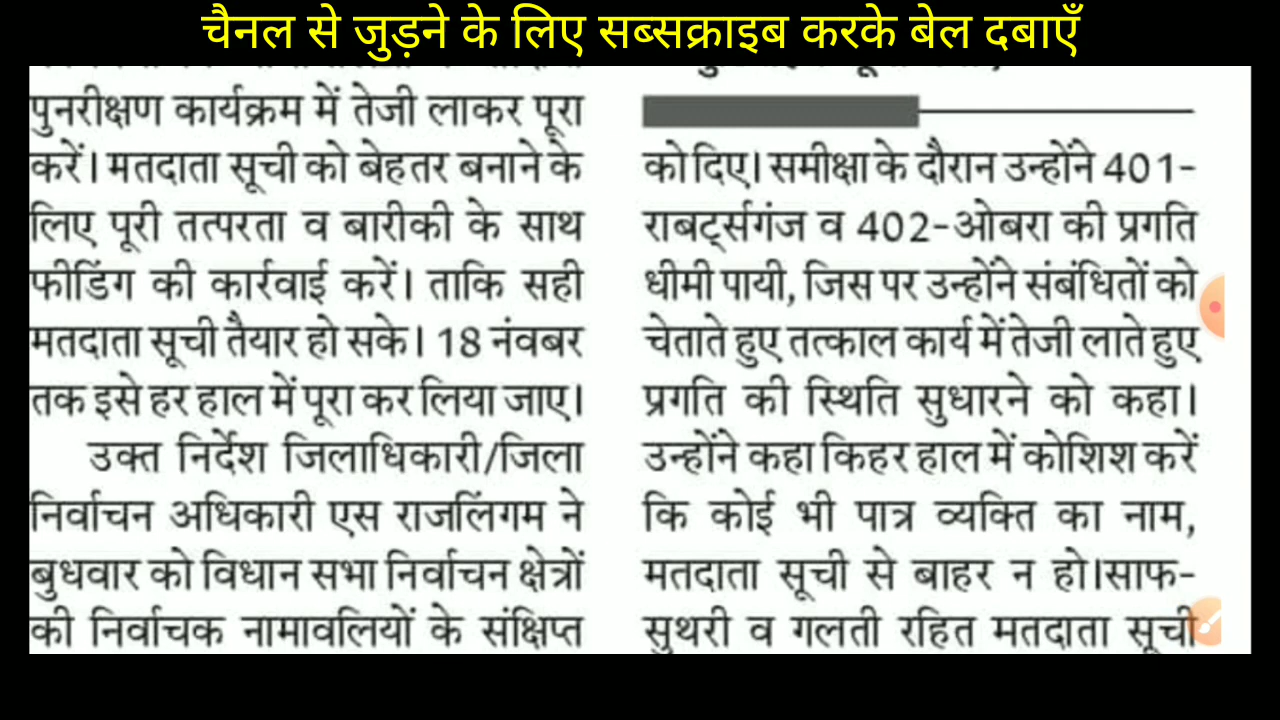 चैनल से जुड़ने के लिए सब्सक्राइब करके बेल दबाएँ
पुनरीक्षण कार्यक्रम में तेजी लाकर पूरा
करें। मतदाता सूची को बेहतर बनाने के
लिए पूरी तत्परता व बारीकी के साथ
फीडिंग की कार्रवाई करें। ताकि सही
मतदाता सूची तैयार हो सके। 18 नंवबर
तक इसे हर हाल में पूरा कर लिया जाए।
उक्त निर्देश जिलाधिकारी/जिला
निर्वाचन अधिकारी एस राजलिंगम ने
बुधवार को विधान सभा निर्वाचन क्षेत्रों
की निर्वाचक नामावलियों के संक्षिप्त
को दिए। समीक्षा के दौरान उन्होंने 401-
राबर्ट्सगंज व 402-ओबरा की प्रगति
धीमी पायी, जिस पर उन्होंने संबंधितों को
चेताते हुए तत्काल कार्य में तेजी लाते हुए
प्रगति की स्थिति सुधारने को कहा।
उन्होंने कहा किहर हाल में कोशिश करें
कि कोई भी पात्र व्यक्ति का नाम,
मतदाता सूची से बाहर न हो।साफ-
सुथरी व गलती रहित मतदाता सूची